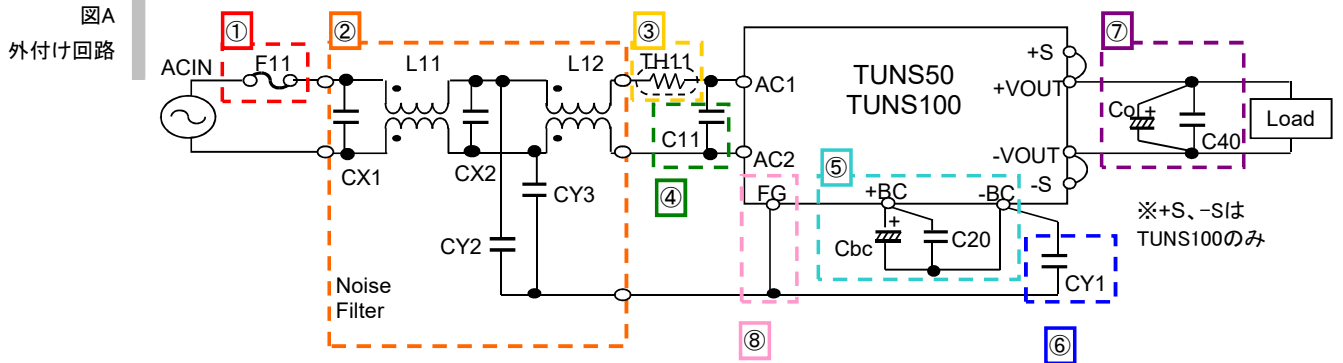 図A
外付け回路
①
②
③
⑦
ACIN
F11
L11
L12
TH11
+S
AC1
TUNS50
TUNS100
+VOUT
Co
+
C40
Load
C11
AC2
-VOUT
CX1
CX2
④
FG
⑤
+BC
-BC
-S
CY3
※+S、-Sは
TUNS100のみ
CY2
+
Cbc
C20
CY1
Noise
Filter
⑧
⑥